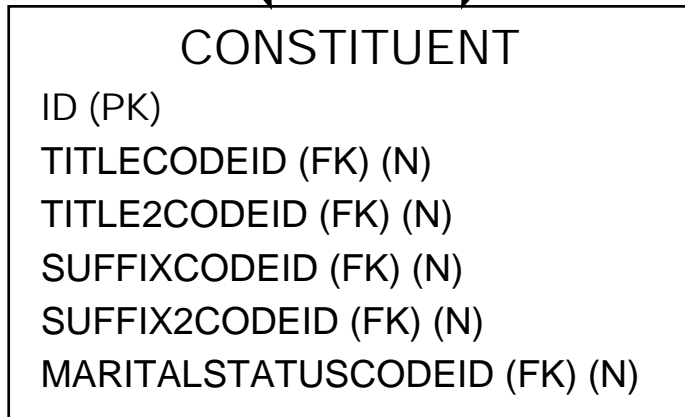 CONSTITUENT
ID (PK)
TITLECODEID (FK) (N)
TITLE2CODEID (FK) (N)
SUFFIXCODEID (FK) (N)
SUFFIX2CODEID (FK) (N)
MARITALSTATUSCODEID (FK) (N)